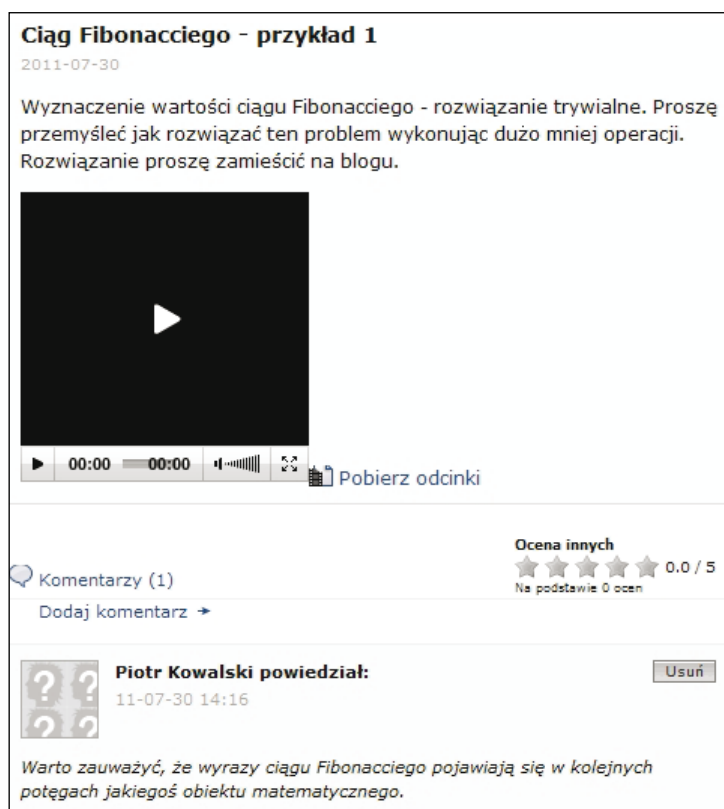 Ciąg Fibonacciego - przykład 1
2011-07-30
Wyznaczenie wartości ciągu Fibonacciego - rozwiązanie trywialne. Proszę
przemyśleć jak rozwiązać ten problem wykonując dużo mniej operacji.
Rozwiązanie proszę zamieścić na blogu.
00:00 00:00
Pobierz odcinki
Ocena innych
0.0 / 5
Na podstawie 0 ocen
Komentarzy (1)
Dodaj komentarz
Piotr Kowalski powiedział:
Usuń
11-07-30 14:16
Warto zauważyć, że wyrazy ciągu Fibonacciego pojawiają się w kolejnych
potęgach jakiegoś obiektu matematycznego.